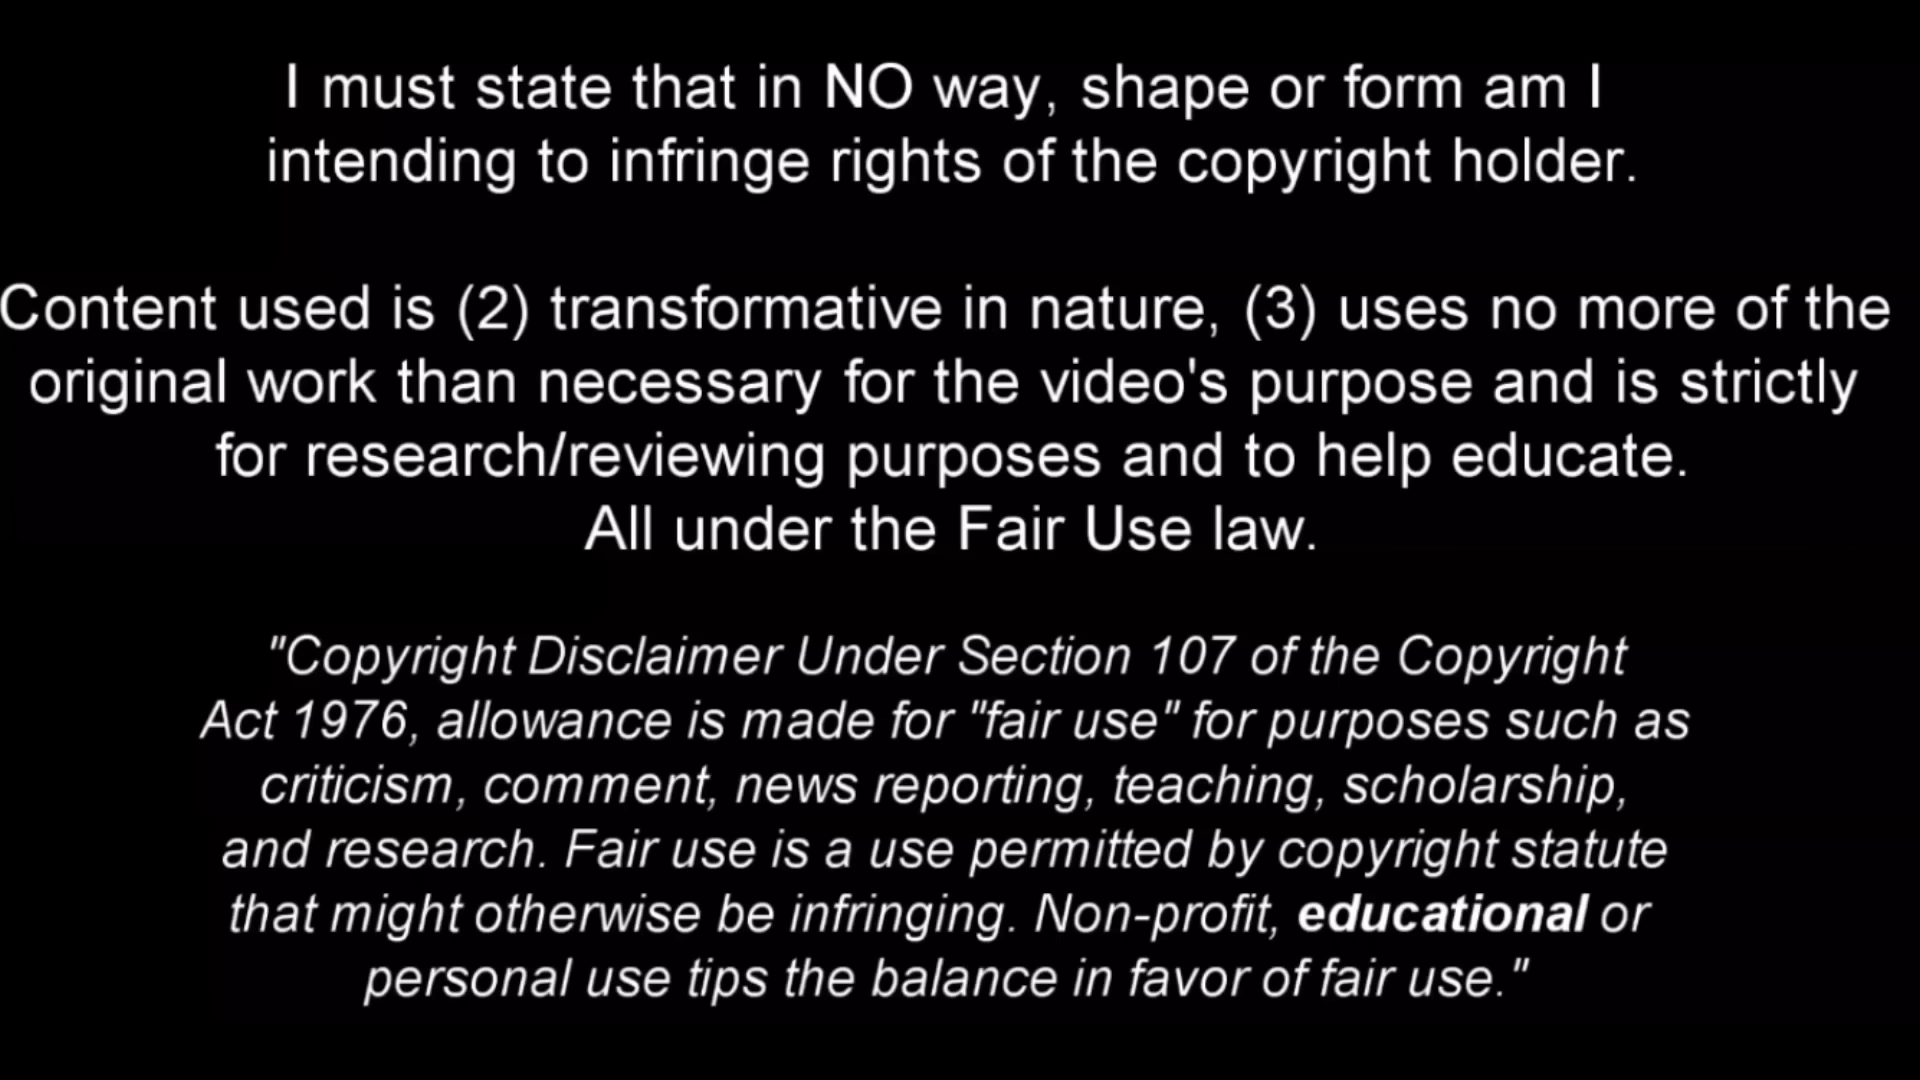 I must state that in NO way, shape or form am I
intending to infringe rights of the copyright holder.
Content used is (2) transformative in nature, (3) uses no more of the
original work than necessary for the video's purpose and is strictly
for research/reviewing purposes and to help educate.
All under the Fair Use law.
"Copyright Disclaimer Under Section 107 of the Copyright
Act 1976, allowance is made for "fair use" for purposes such as
criticism, comment, news reporting, teaching, scholarship,
and research. Fair use is a use permitted by copyright statute
that might otherwise be infringing. Non-profit, educational or
personal use tips the balance in favor of fair use."